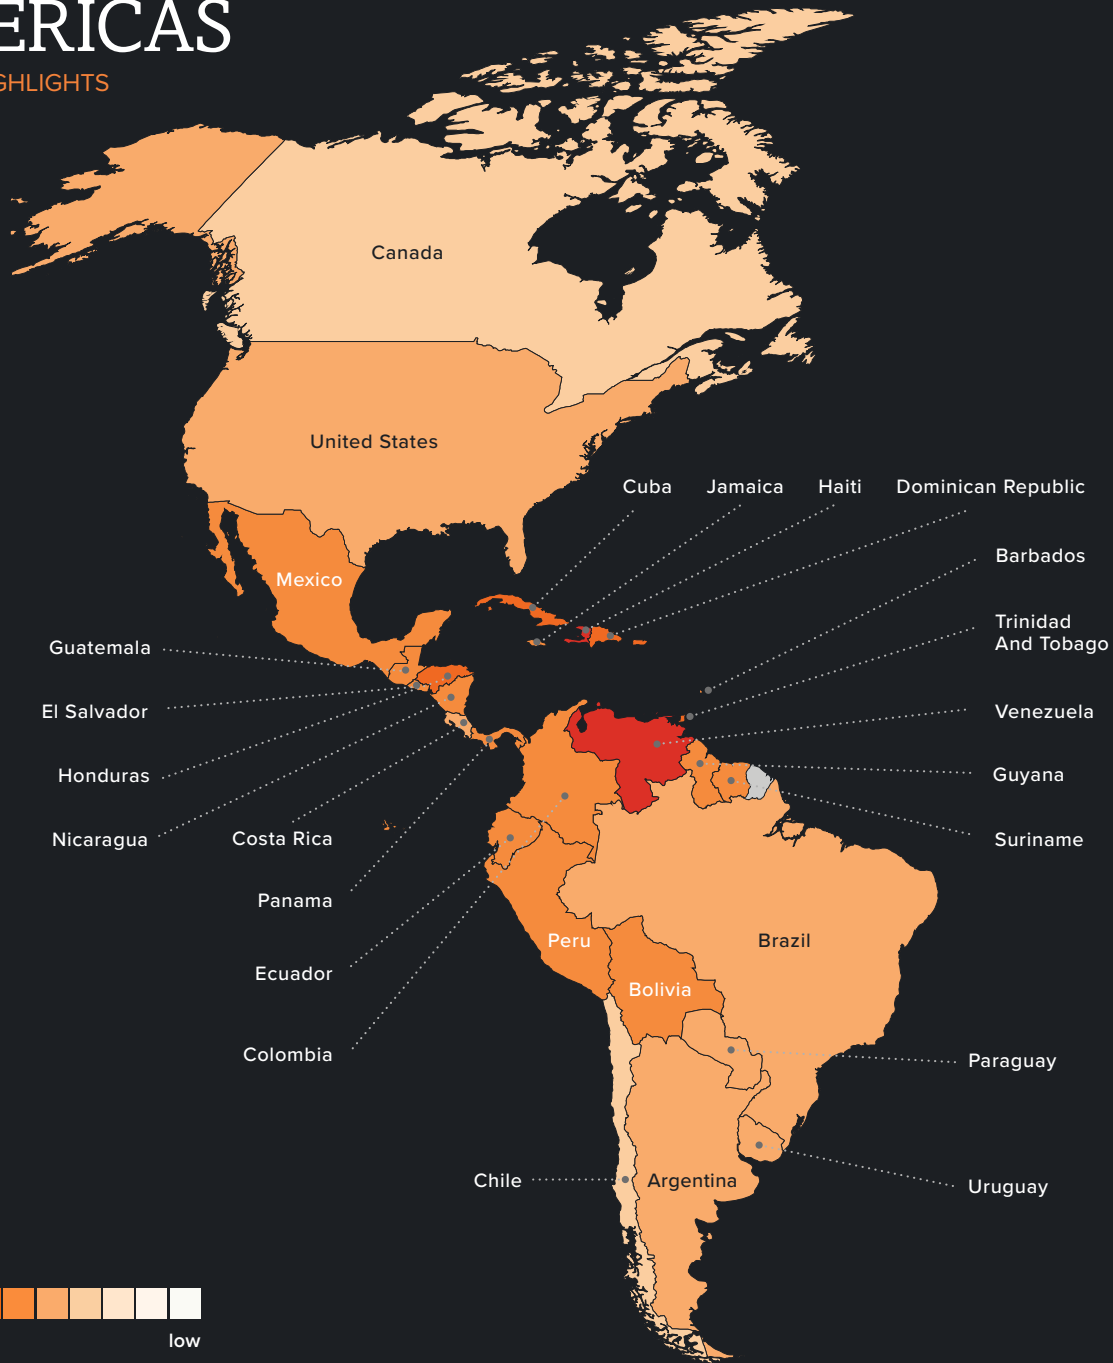 ERICAS
GHLIGHTS
Canada
United States
Cuba
Jamaica
Haiti
Dominican Republic
Barbados
Mexico
Trinidad
And Tobago
Guatemala
El Salvador
Venezuela
Honduras
Guyana
Nicaragua
Costa Rica
Suriname
Panama
Peru
Brazil
Ecuador
Bolivia
Colombia
Paraguay
Chile
Argentina
Uruguay
low